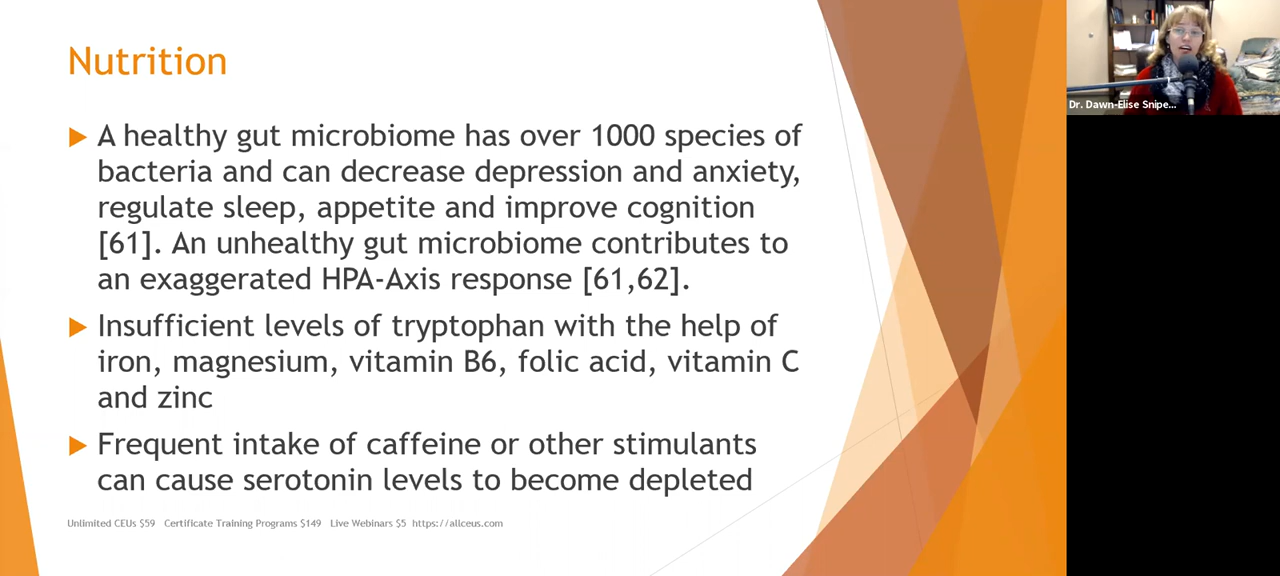 Nutrition
A healthy gut microbiome has over 1000 species of
bacteria and can decrease depression and anxiety,
regulate sleep, appetite and improve cognition
[61]. An unhealthy gut microbiome contributes to
an exaggerated HPA-Axis response [61,62].
Insufficient levels of tryptophan with the help of
iron, magnesium, vitamin B6, folic acid, vitamin C
and zinc
Frequent intake of caffeine or other stimulants
can cause serotonin levels to become depleted
Unlimited CEUs $59 Certificate Training Programs $149 Live Webinars $5 https://allceus.com
Dr. Dawn-Elise Snipe...